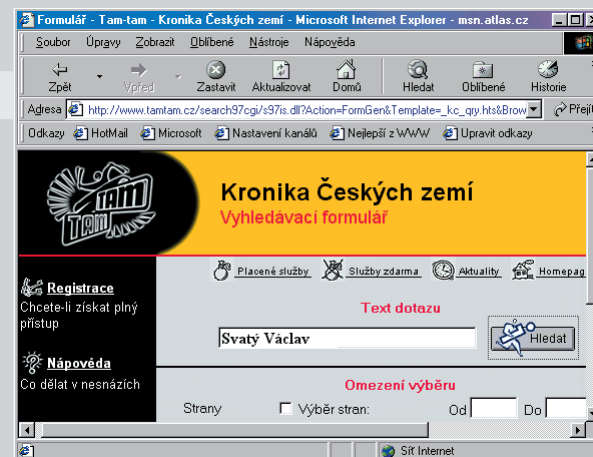 Formulář - Tam-tam - Kronika Českých zemí - Microsoft Internet Explorer - msn.atlas.cz
Soubor Úpravy Zobrazit Oblíbené Nástroje Nápověda
Zpět Vpřed Zastavit Aktualizovat Domů Hledat Oblíbené Historie
Adresa http://www.tamtam.cz/search97cgi/s97is.dll?Action=FormGen&Template=_kc_qry.hts&Brow Přejít
Odkazy HotMail Microsoft Nastavení kanálů Nejlepší z WWW Upravit odkazy
TAM
TAM
Kronika Českých zemí
Vyhledávací formulář
Placené služby Služby zdarma Aktuality Homepag
Registrace
Chcete-li získat plný
přístup
Nápověda
Co dělat v nesnázích
Text dotazu
Svatý Václav Hledat
Omezení výběru
Strany Výběr stran: Od Do
Síť Internet